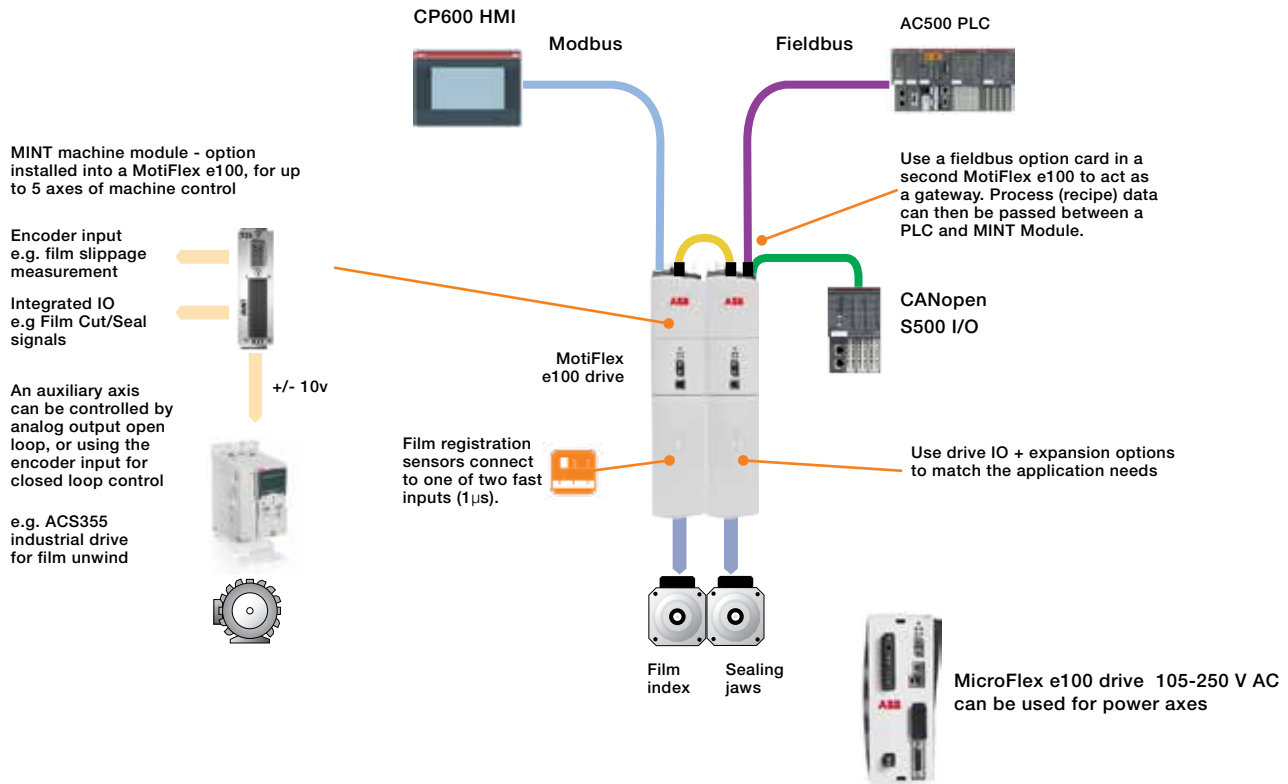 CP600 HMI
Modbus
Fieldbus
AC500 PLC
MINT machine module - option
installed into a MotiFlex e100, for up
to 5 axes of machine control
Use a fieldbus option card in a
second MotiFlex e100 to act as
a gateway. Process (recipe) data
can then be passed between a
PLC and MINT Module.
Encoder input
e.g. film slippage
measurement
Integrated IO
e.g Film Cut/Seal
signals
MINT
ABB
ABB
CANopen
S500 I/O
MotiFlex
e100 drive
+/- 10v
An auxiliary axis
can be controlled by
analog output open
loop, or using the
encoder input for
closed loop control
Film registration
sensors connect
to one of two fast
inputs (1µs).
Use drive IO + expansion options
to match the application needs
e.g. ACS355
industrial drive
for film unwind
Film
index
Sealing
jaws
ABB
MicroFlex e100 drive 105-250 V AC
can be used for power axes